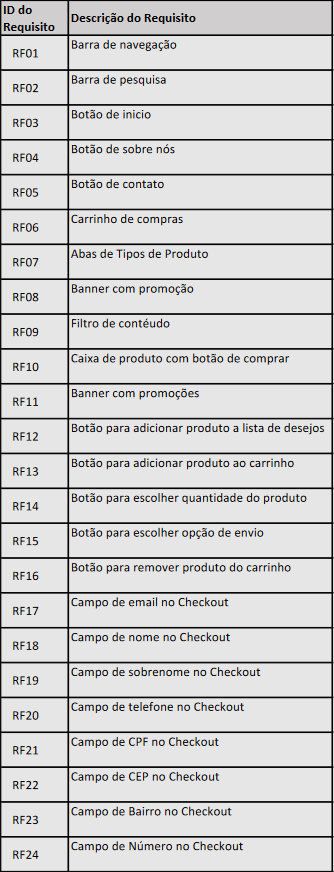 ID do Requisito Descrição do Requisito
RF01 Barra de navegação
RF02 Barra de pesquisa
RF03 Botão de inicio
RF04 Botão de sobre nós
RF05 Botão de contato
RF06 Carrinho de compras
RF07 Abas de Tipos de Produto
RF08 Banner com promoção
RF09 Filtro de contéudo
RF10 Caixa de produto com botão de comprar
RF11 Banner com promoções
RF12 Botão para adicionar produto a lista de desejos
RF13 Botão para adicionar produto ao carrinho
RF14 Botão para escolher quantidade do produto
RF15 Botão para escolher opção de envio
RF16 Botão para remover produto do carrinho
RF17 Campo de email no Checkout
RF18 Campo de nome no Checkout
RF19 Campo de sobrenome no Checkout
RF20 Campo de telefone no Checkout
RF21 Campo de CPF no Checkout
RF22 Campo de CEP no Checkout
RF23 Campo de Bairro no Checkout
RF24 Campo de Número no Checkout